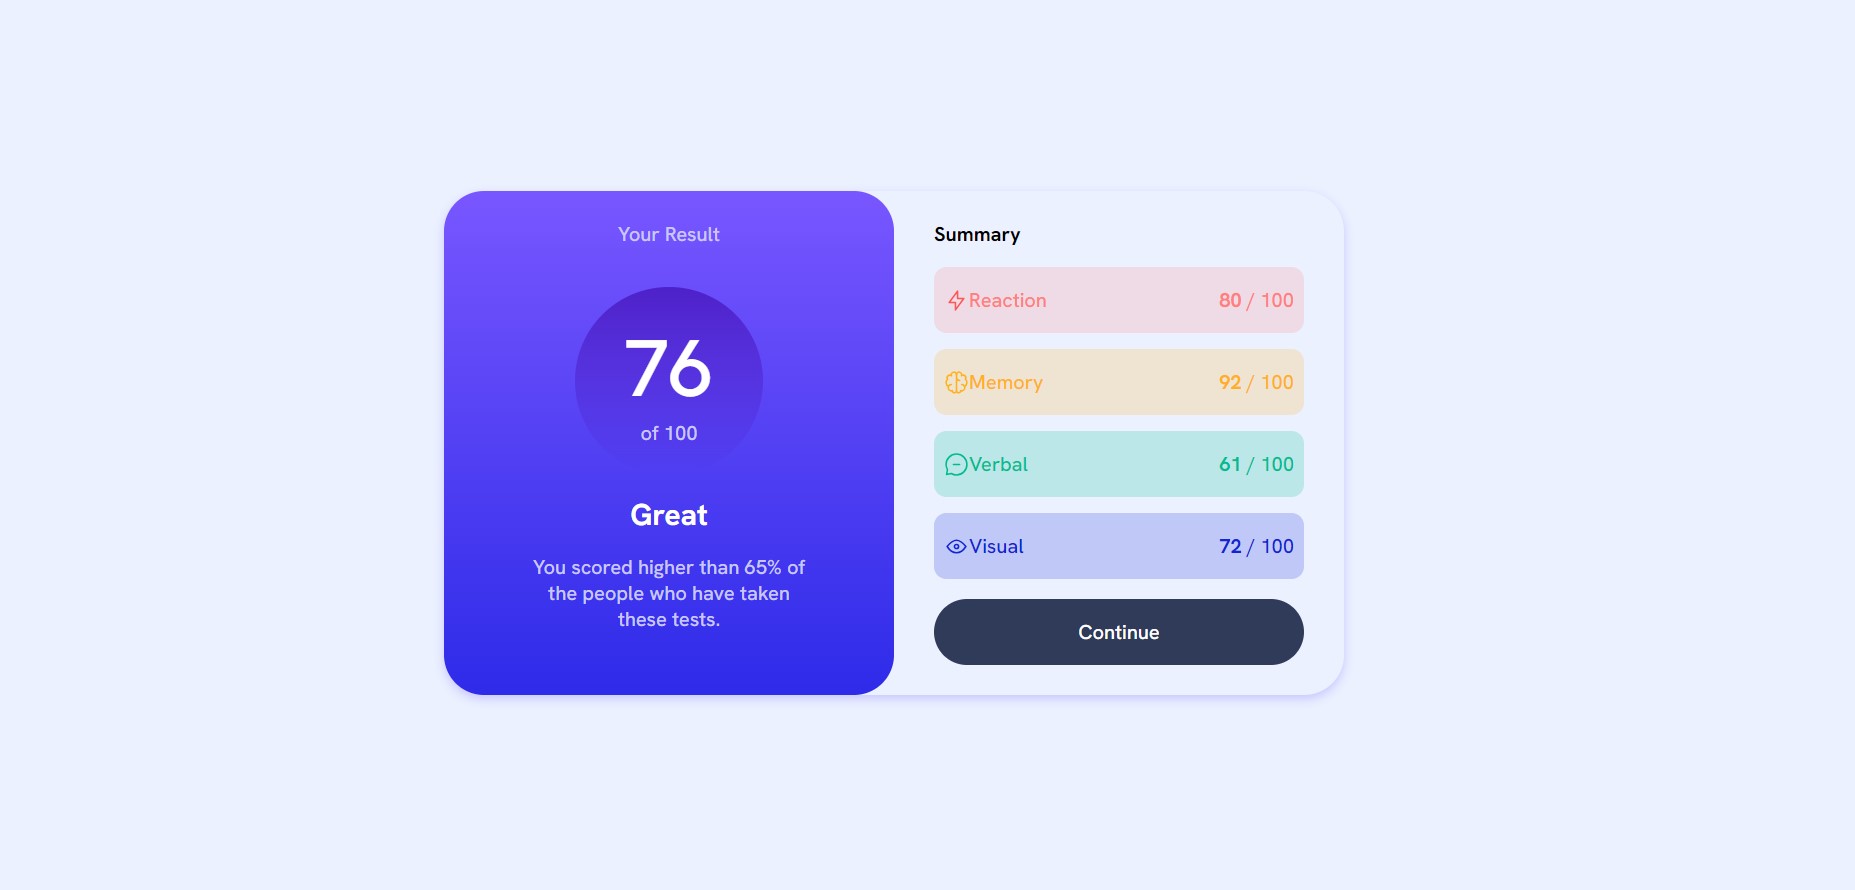 Your Result
76
of 100
Great
You scored higher than 65% of
the people who have taken
these tests.
Summary
Reaction 80 / 100
Memory 92 / 100
Verbal 61 / 100
Visual 72 / 100
Continue